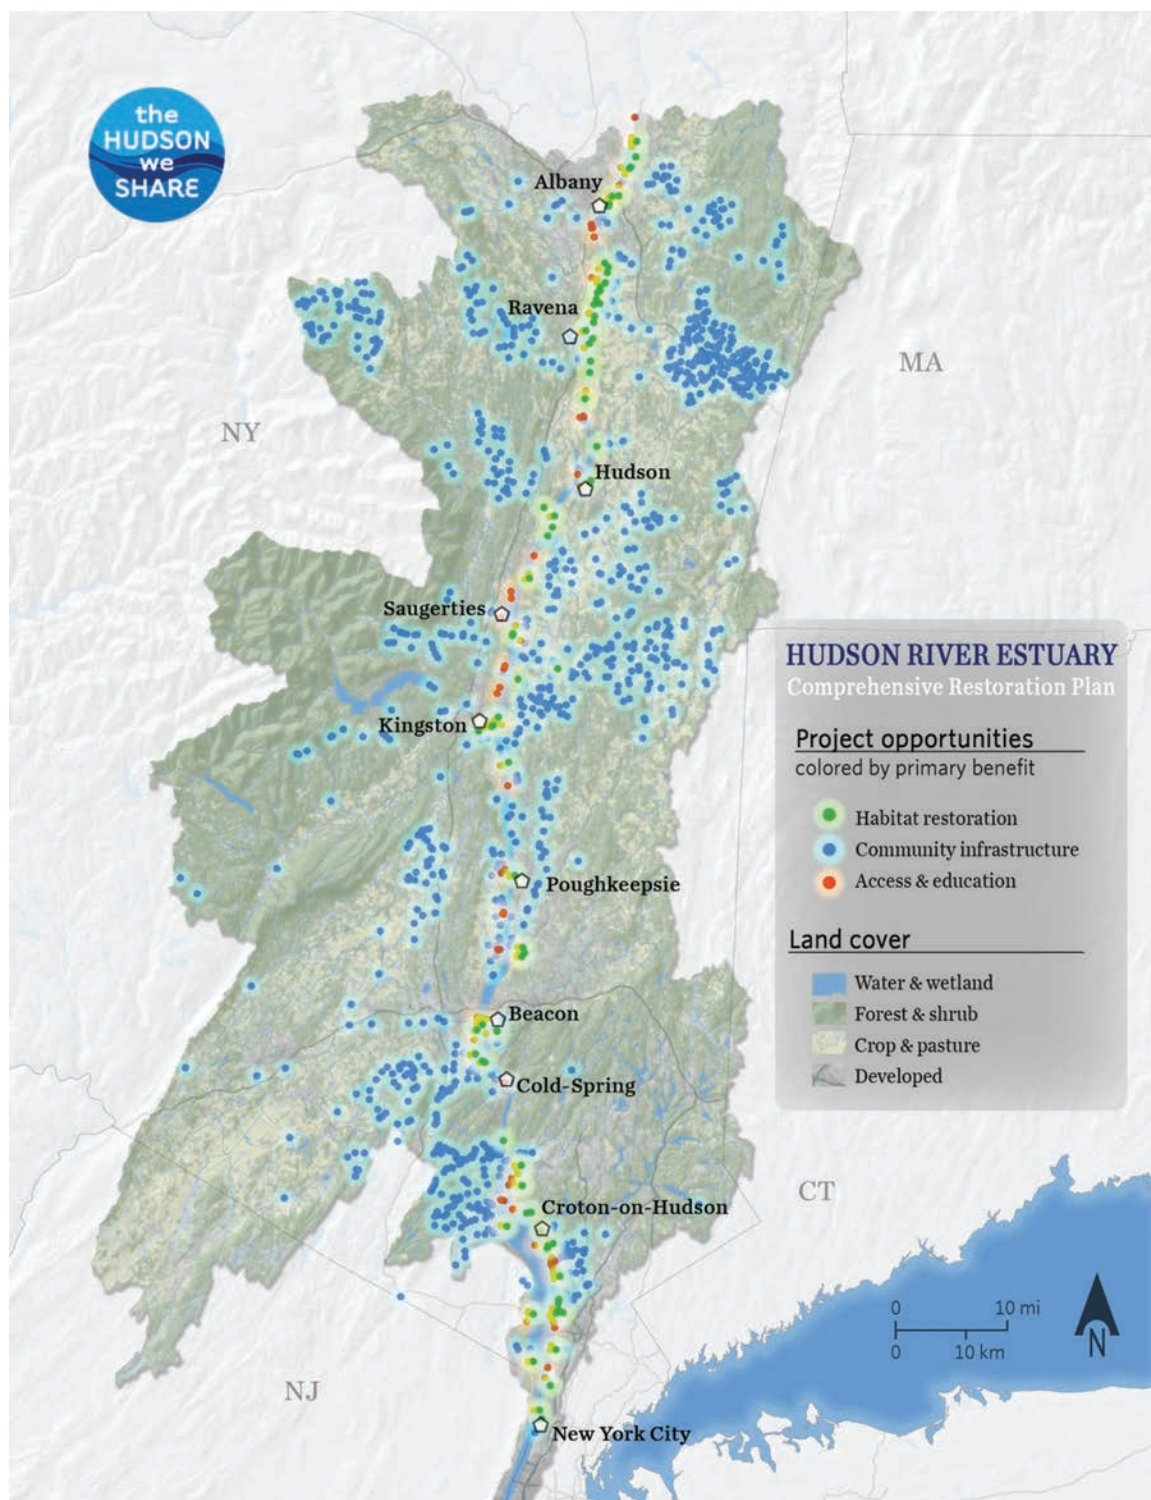 the
HUDSON
we
SHARE
Albany
Ravena
MA
NY
Hudson
Saugerties
HUDSON RIVER ESTUARY
Comprehensive Restoration Plan
Kingston
Project opportunities
colored by primary benefit
Habitat restoration
Community infrastructure
Access & education
Poughkeepsie
Land cover
Water & wetland
Beacon
Forest & shrub
Crop & pasture
Developed
Cold-Spring
CT
Croton-on-Hudson
0 10 mi
0 10 km
N
NJ
New York City